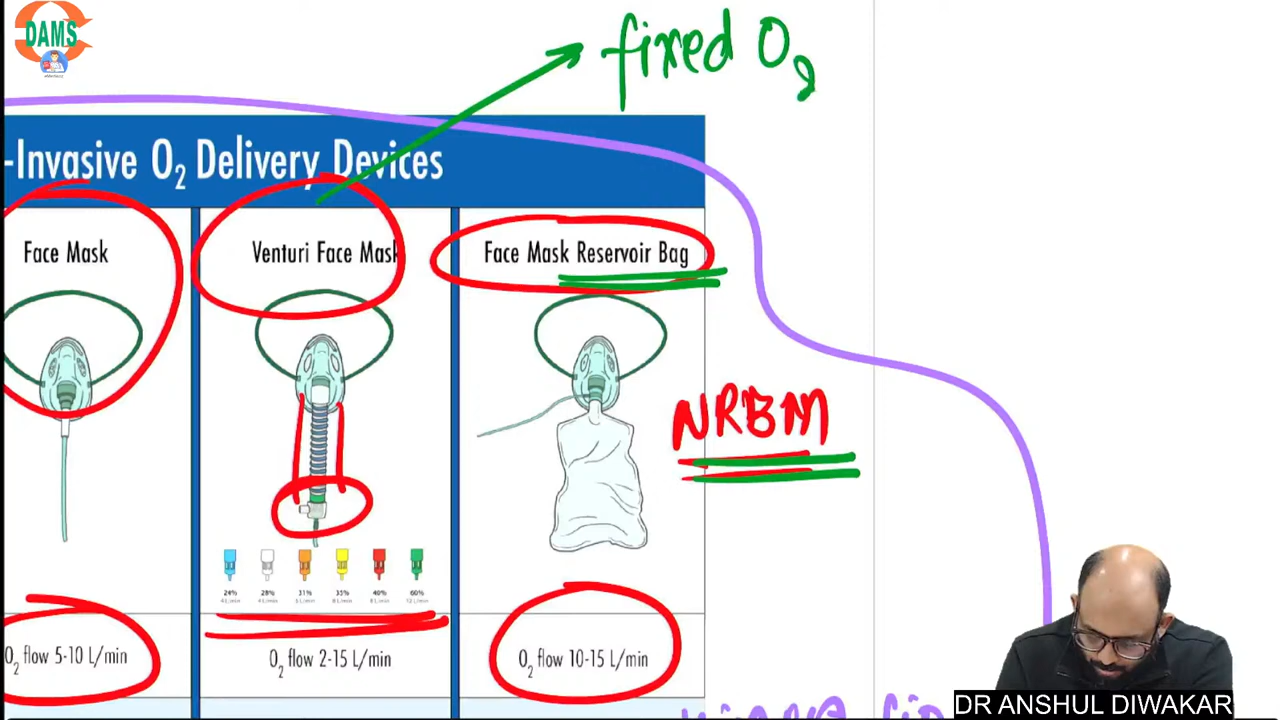 DAMS
fixed O2
-Invasive O2 Delivery Devices
Face Mask
Venturi Face Mask
Face Mask Reservoir Bag
NRBM
24% 28% 31% 35% 40% 60%
O2 flow 5-10 L/min
O2 flow 2-15 L/min
O2 flow 10-15 L/min
DR ANSHUL DIWAKAR